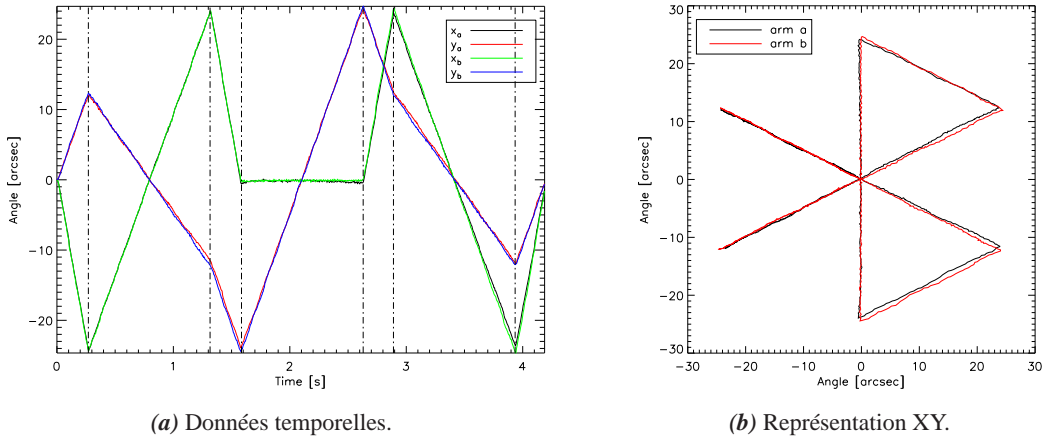 20
10
0
-10
-20
Angle [arcsec]
0
1
2
3
4
Time [s]
xa
ya
xb
yb
(a) Données temporelles.
30
20
10
0
-10
-20
-30
Angle [arcsec]
-30
-20
-10
0
10
20
30
Angle [arcsec]
arm a
arm b
(b) Représentation XY.